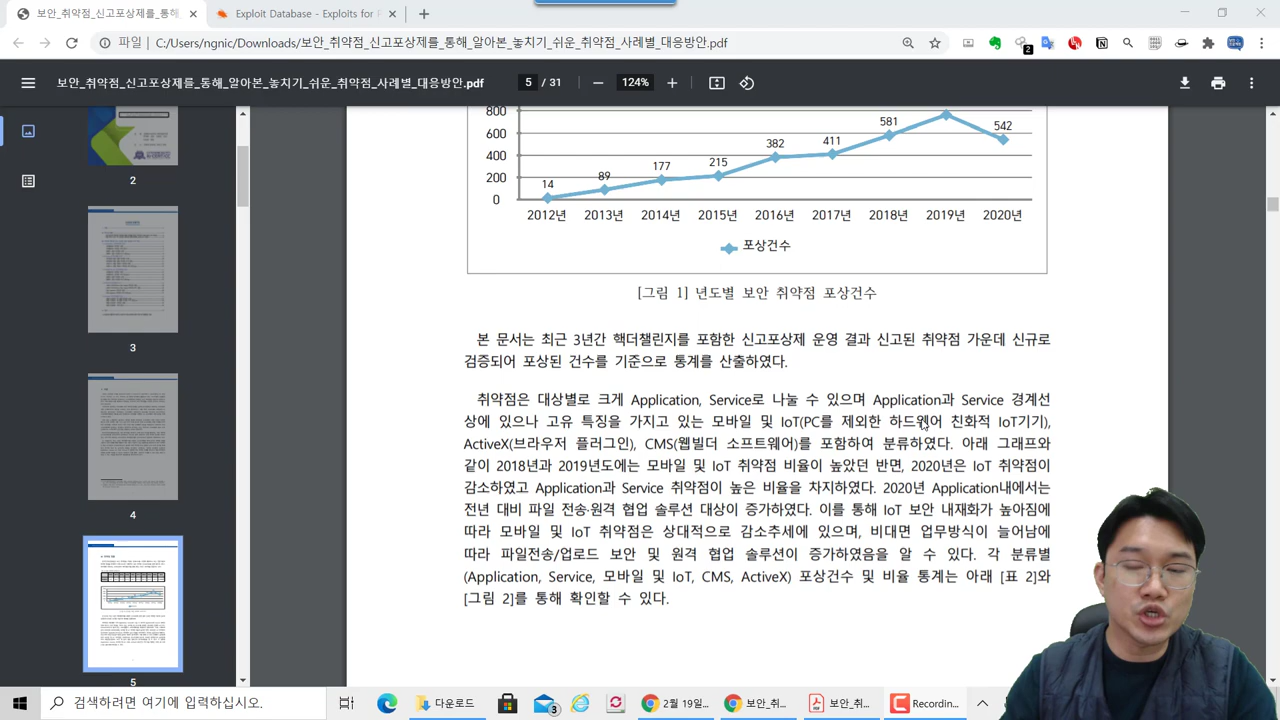 보안_취약점_신고포상제를_통해
Exploit Database - Exploits for P
파일 | C:/Users/ngnic/Downloads/보안_취약점_신고포상제를_통해_알아본_놓치기_쉬운_취약점_사례별_대응방안.pdf
2
보안_취약점_신고포상제를_통해_알아본_놓치기_쉬운_취약점_사례별_대응방안.pdf
5 / 31
124%
2
3
4
5
800
600
400
200
0
14
89
177
215
382
411
581
542
2012년 2013년 2014년 2015년 2016년 2017년 2018년 2019년 2020년
포상건수
[그림 1] 년도별 보안 취약점 포상건수
본 문서는 최근 3년간 핵더챌린지를 포함한 신고포상제 운영 결과 신고된 취약점 가운데 신규로
검증되어 포상된 건수를 기준으로 통계를 산출하였다.
취약점은 대상별로 크게 Application, Service로 나눌 수 있으며 Application과 Service 경계선
상에 있으나 고유 특징을 가지고 있는 모바일 및 IoT(PC를 제외한 하드웨어 친화적 IoT기기),
ActiveX(브라우저 플러그인), CMS(웹빌더 소프트웨어)를 포함하여 분류하였다. 아래 그래프와
같이 2018년과 2019년도에는 모바일 및 IoT 취약점 비율이 높았던 반면, 2020년은 IoT 취약점이
감소하였고 Application과 Service 취약점이 높은 비율을 차지하였다. 2020년 Application내에서는
전년 대비 파일 전송·원격 협업 솔루션 대상이 증가하였다. 이를 통해 IoT 보안 내재화가 높아짐에
따라 모바일 및 IoT 취약점은 상대적으로 감소추세에 있으며, 비대면 업무방식이 늘어남에
따라 파일전송/업로드 보안 및 원격 협업 솔루션이 증가하였음을 알 수 있다. 각 분류별
(Application, Service, 모바일 및 IoT, CMS, ActiveX) 포상건수 및 비율 통계는 아래 [표 2]와
[그림 2]를 통해 확인할 수 있다.
검색하려면 여기에 입력하십시오.
다운로드
3
2월 19일...
보안_취...
보안_취...
Recordin...